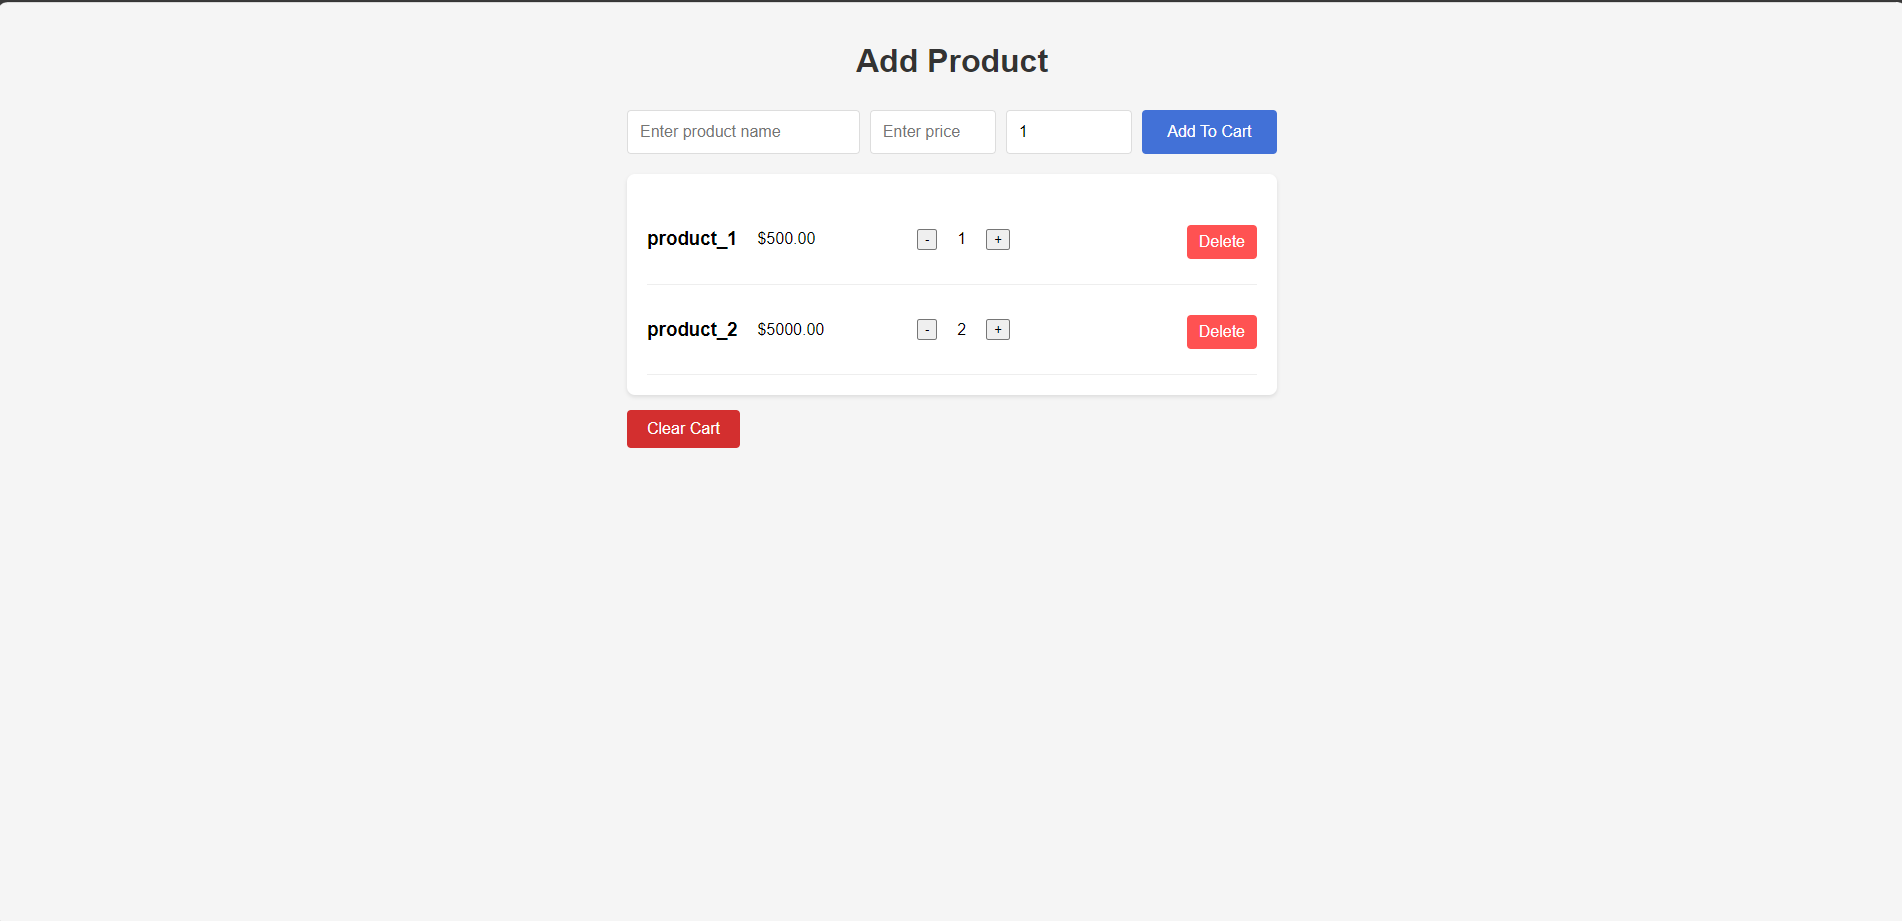 Add Product
Enter product name Enter price 1 Add To Cart
product_1 $500.00 - 1 + Delete
product_2 $5000.00 - 2 + Delete
Clear Cart